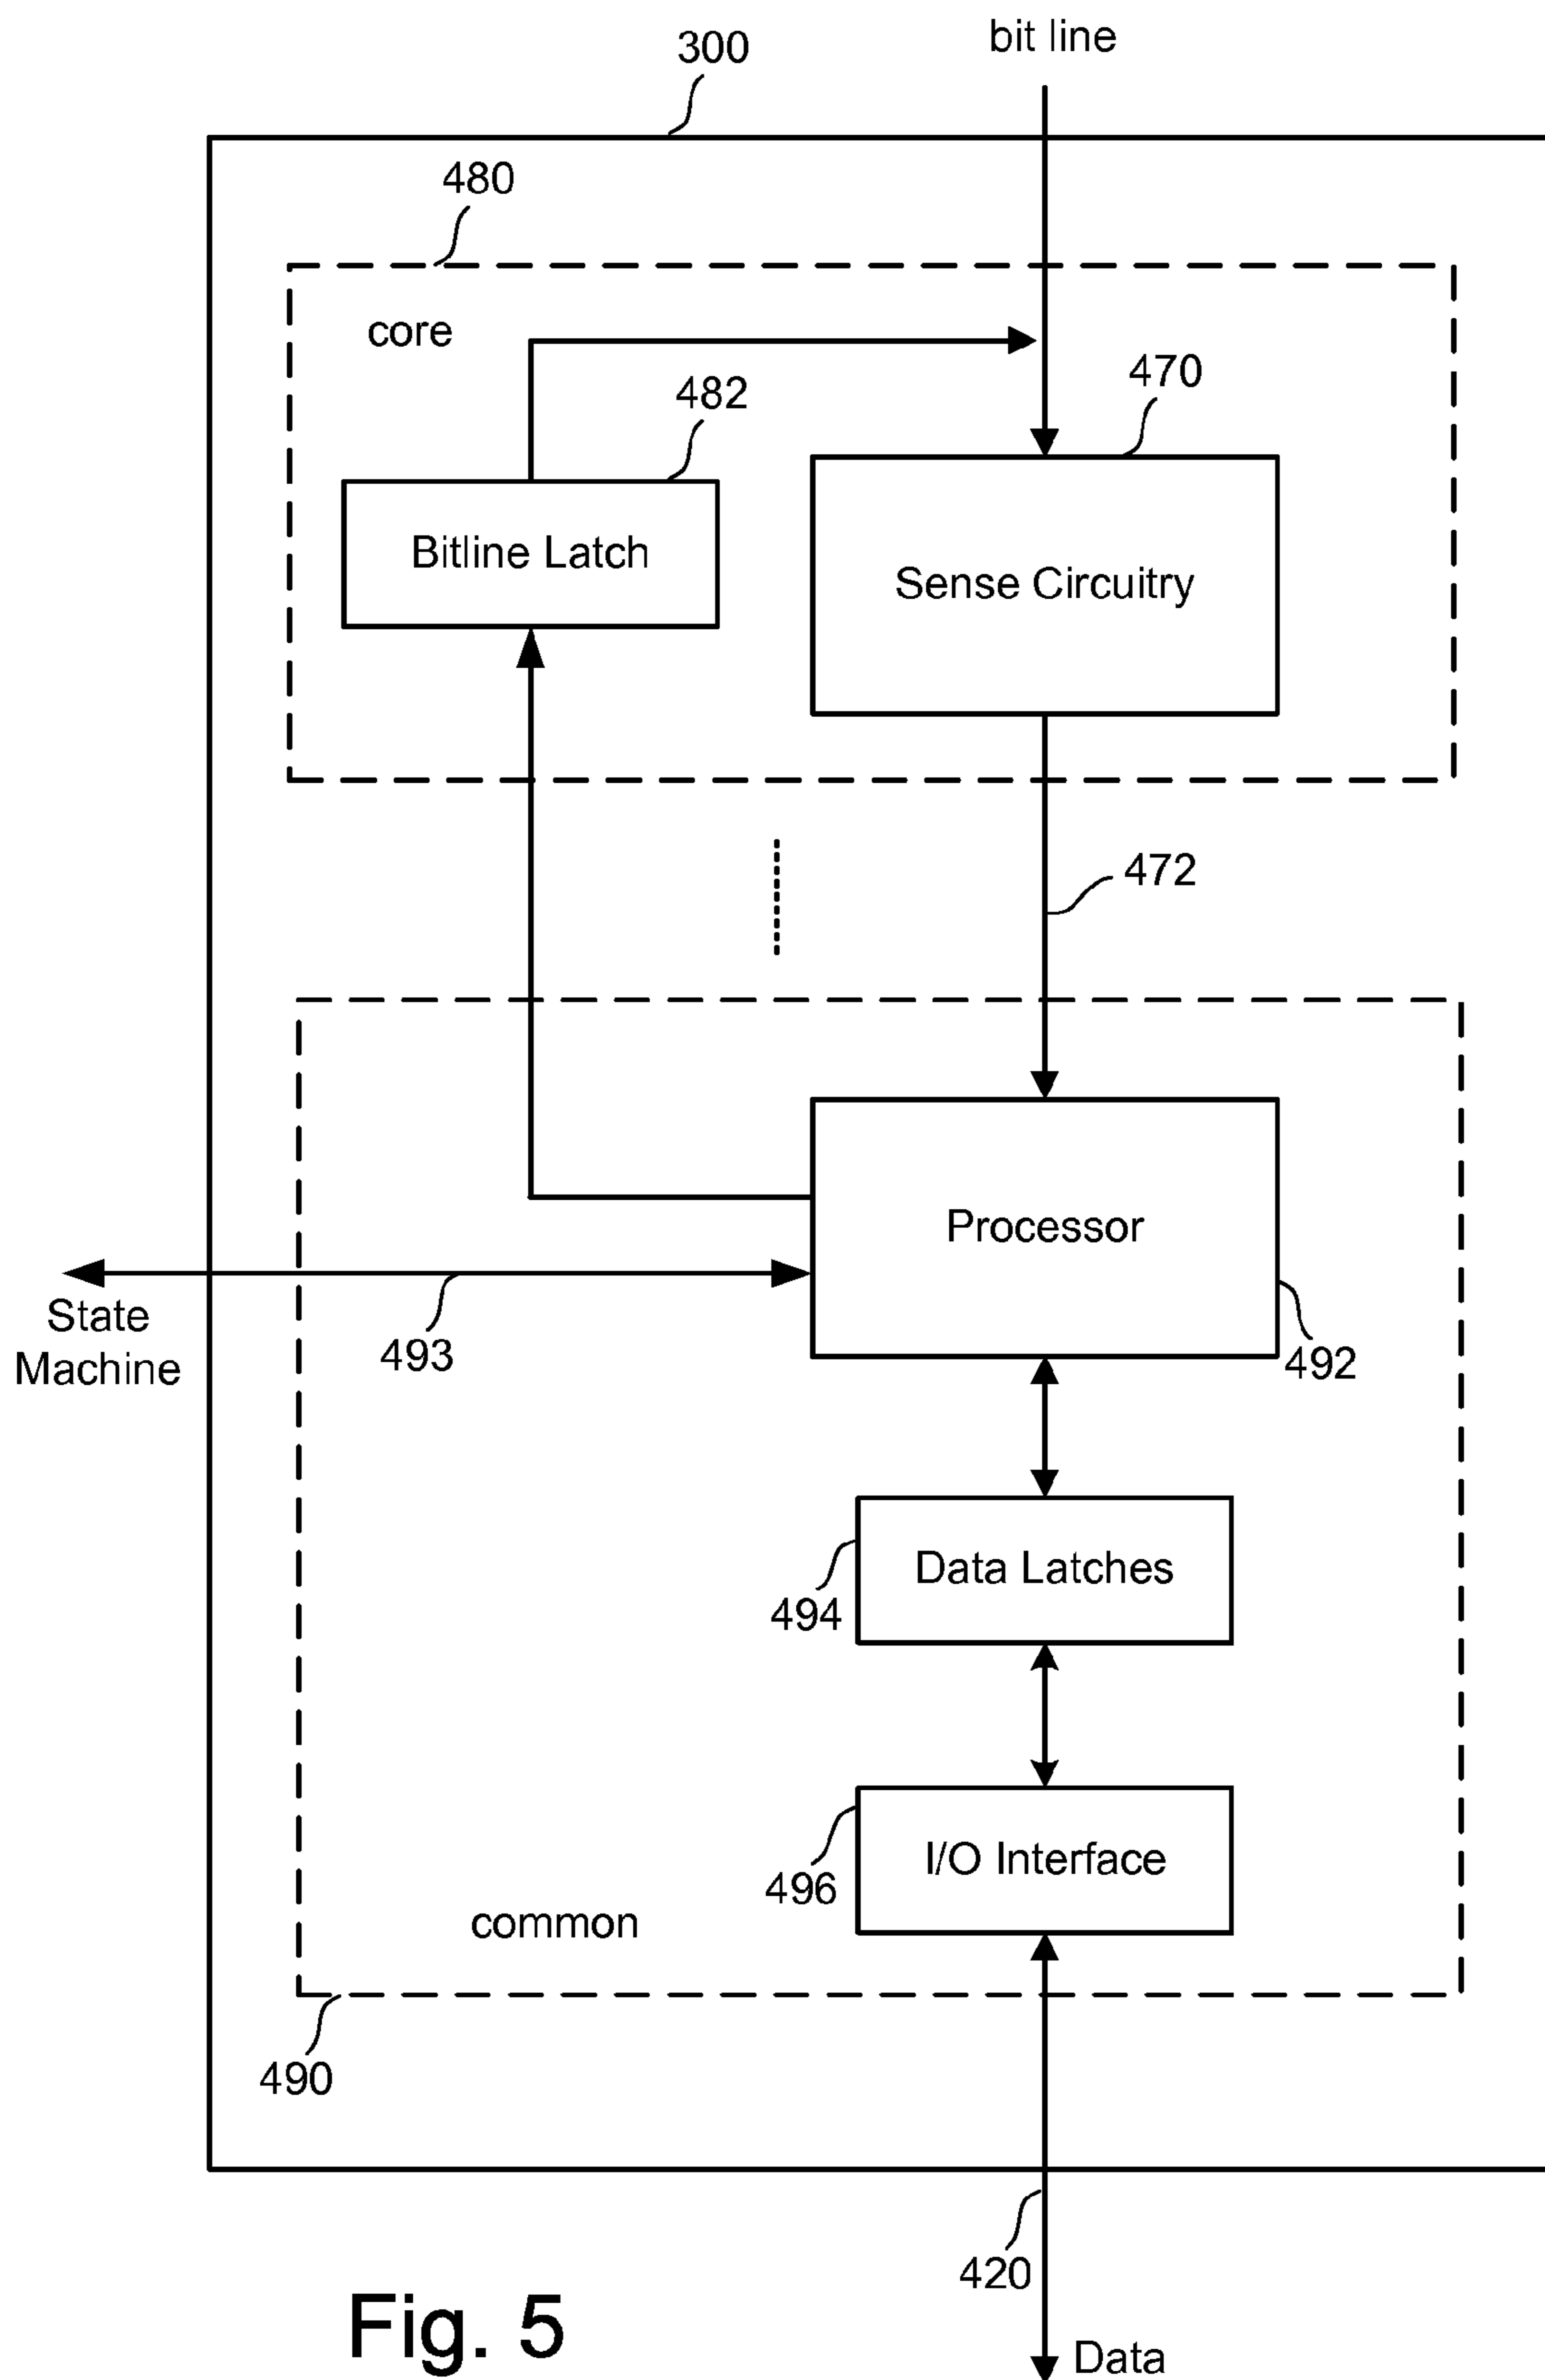 bit line
300
480
core
470
482
Bitline Latch
Sense Circuitry
472
Processor
State
Machine
493
492
Data Latches
494
I/O Interface
496
common
490
420
Fig. 5
Data